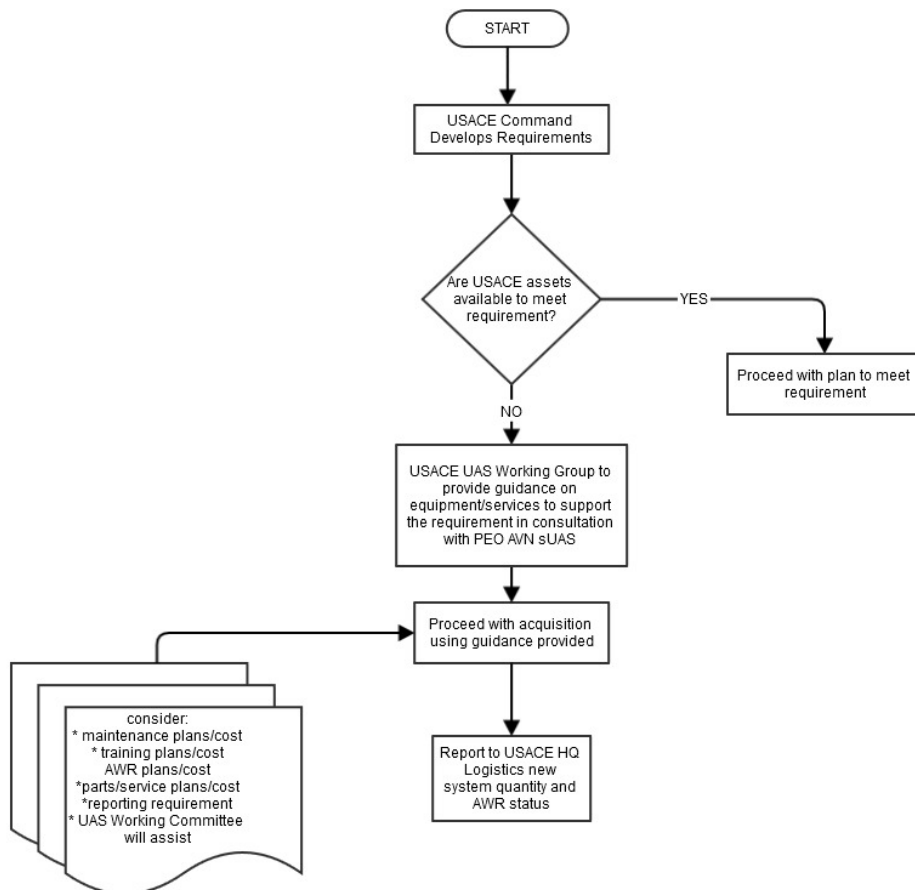 START
USACE Command
Develops Requirements
Are USACE assets
available to meet
requirement?
YES
Proceed with plan to meet
requirement
NO
USACE UAS Working Group to
provide guidance on
equipment/services to support
the requirement in consultation
with PEO AVN sUAS
Proceed with acquisition
using guidance provided
consider:
* maintenance plans/cost
* training plans/cost
AWR plans/cost
*parts/service plans/cost
*reporting requirement
* UAS Working Committee
will assist
Report to USACE HQ
Logistics new
system quantity and
AWR status